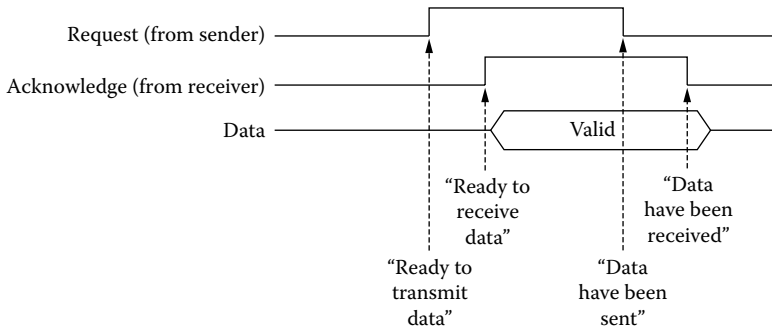 Request (from sender)
Acknowledge (from receiver)
Data
Valid
“Ready to
receive
data”
“Data
have been
received”
“Ready to
transmit
data”
“Data
have been
sent”